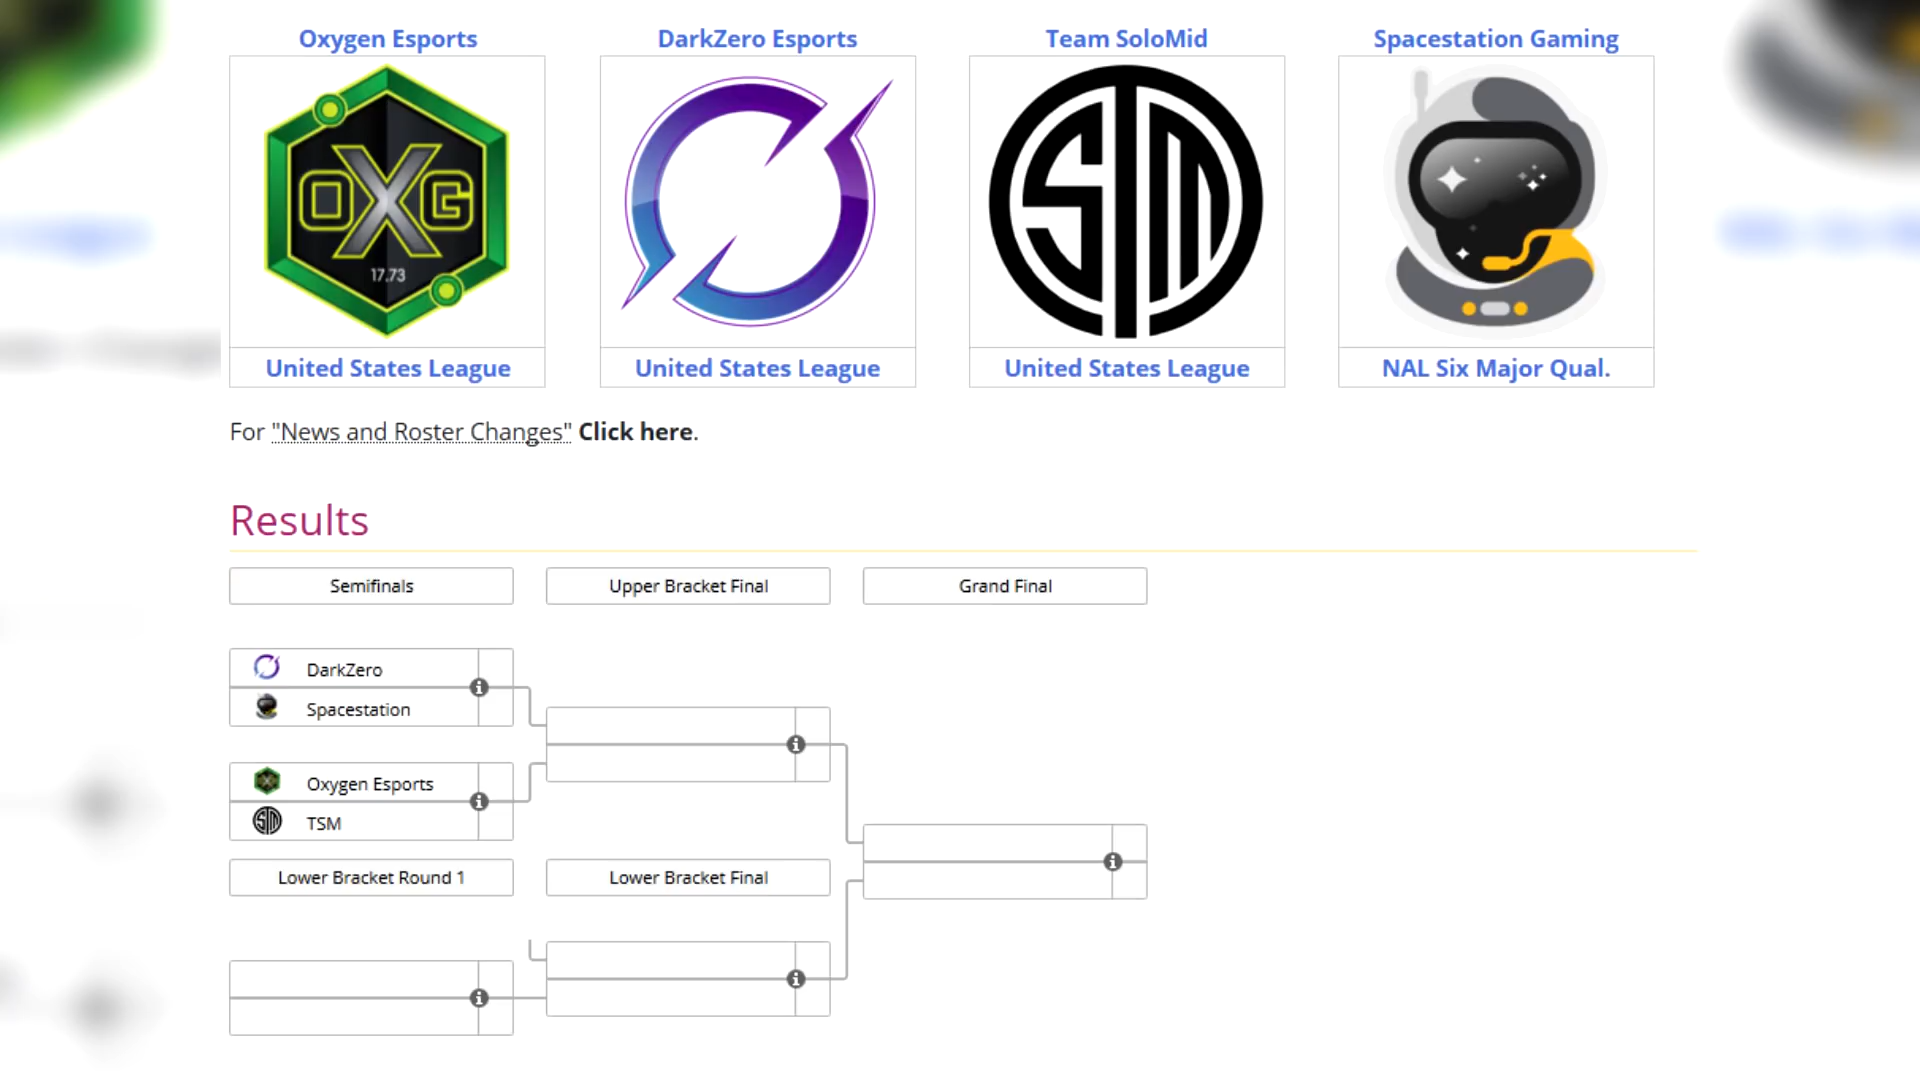 Oxygen Esports
DarkZero Esports
Team SoloMid
Spacestation Gaming
OXG
17.73
TSM
United States League
United States League
United States League
NAL Six Major Qual.
For "News and Roster Changes" Click here.
Results
Semifinals
Upper Bracket Final
Grand Final
DarkZero
Spacestation
Oxygen Esports
TSM
Lower Bracket Round 1
Lower Bracket Final